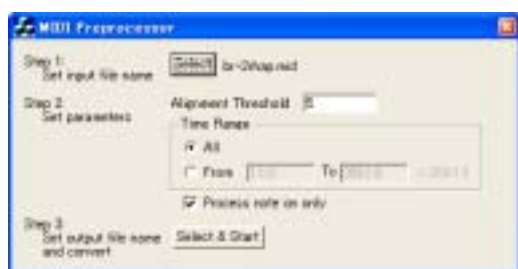 MIDI Preprocessor
Step 1:
Set input file name
Select
Step 2:
Set parameters
Alignment Threshold
Time Range
All
From To
Process note on only
Step 3:
Set output file name
and convert
Select & Start